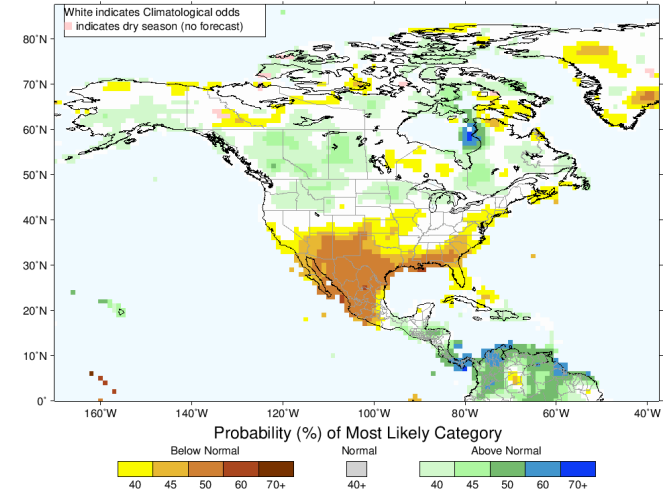 White indicates Climatological odds
indicates dry season (no forecast)
80°N
70°N
60°N
50°N
40°N
30°N
20°N
10°N
0°
160°W 140°W 120°W 100°W 80°W 60°W 40°W
Probability (%) of Most Likely Category
Below Normal Normal Above Normal
40 45 50 60 70+ 40+ 40 45 50 60 70+